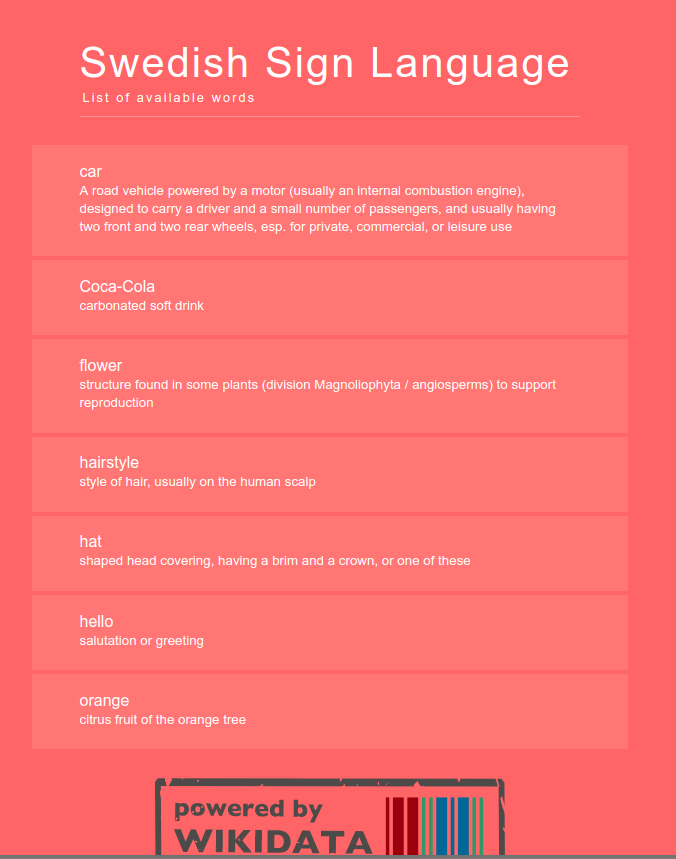 Swedish Sign Language
List of available words
car
A road vehicle powered by a motor (usually an internal combustion engine),
designed to carry a driver and a small number of passengers, and usually having
two front and two rear wheels, esp. for private, commercial, or leisure use
Coca-Cola
carbonated soft drink
flower
structure found in some plants (division Magnoliophyta / angiosperms) to support
reproduction
hairstyle
style of hair, usually on the human scalp
hat
shaped head covering, having a brim and a crown, or one of these
hello
salutation or greeting
orange
citrus fruit of the orange tree
powered by
WIKIDATA